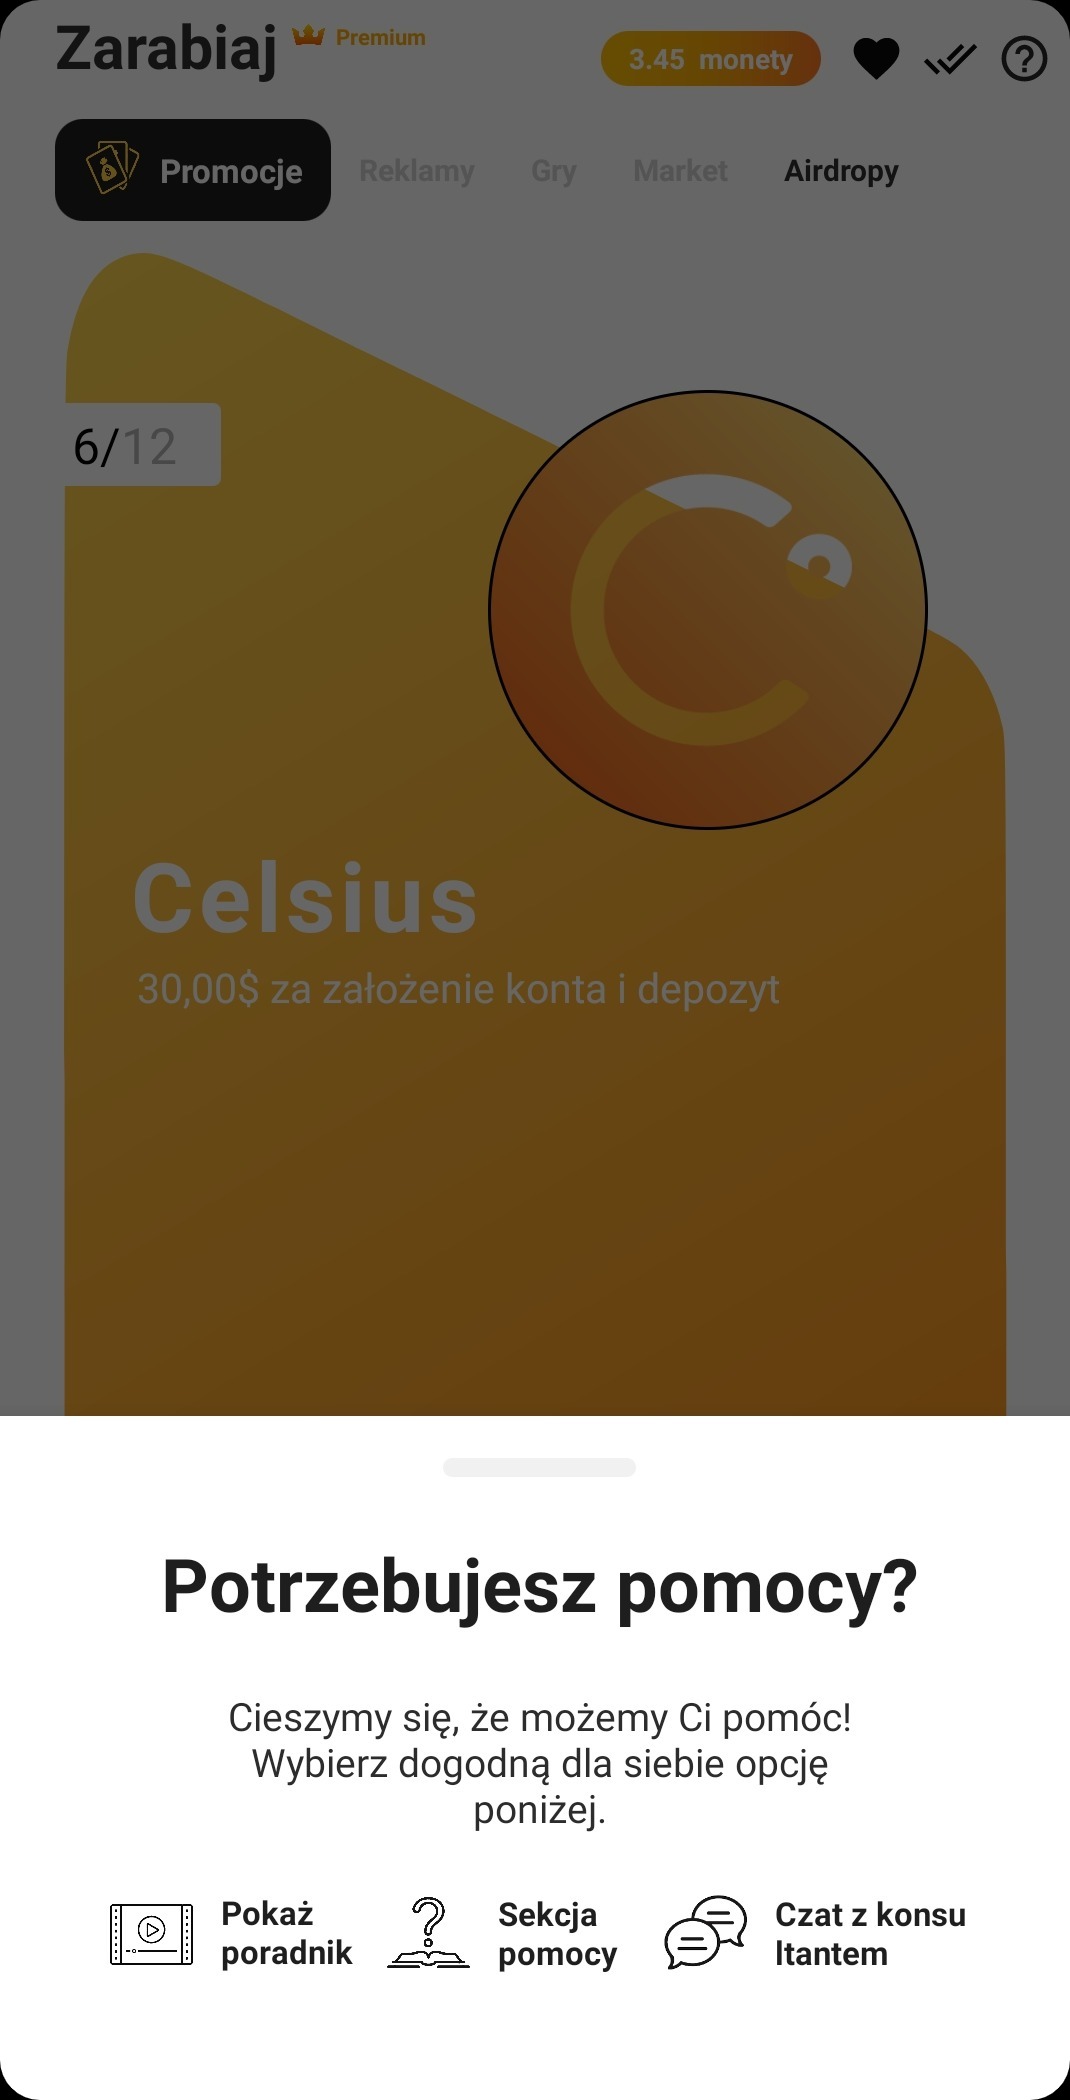 Zarabiaj Premium
3.45 monety
Promocje Reklamy Gry Market Airdropy
6/12
Celsius
30,00$ za założenie konta i depozyt
Potrzebujesz pomocy?
Cieszymy się, że możemy Ci pomóc!
Wybierz dogodną dla siebie opcję
poniżej.
Pokaż
poradnik
Sekcja
pomocy
Czat z konsu
ltantem